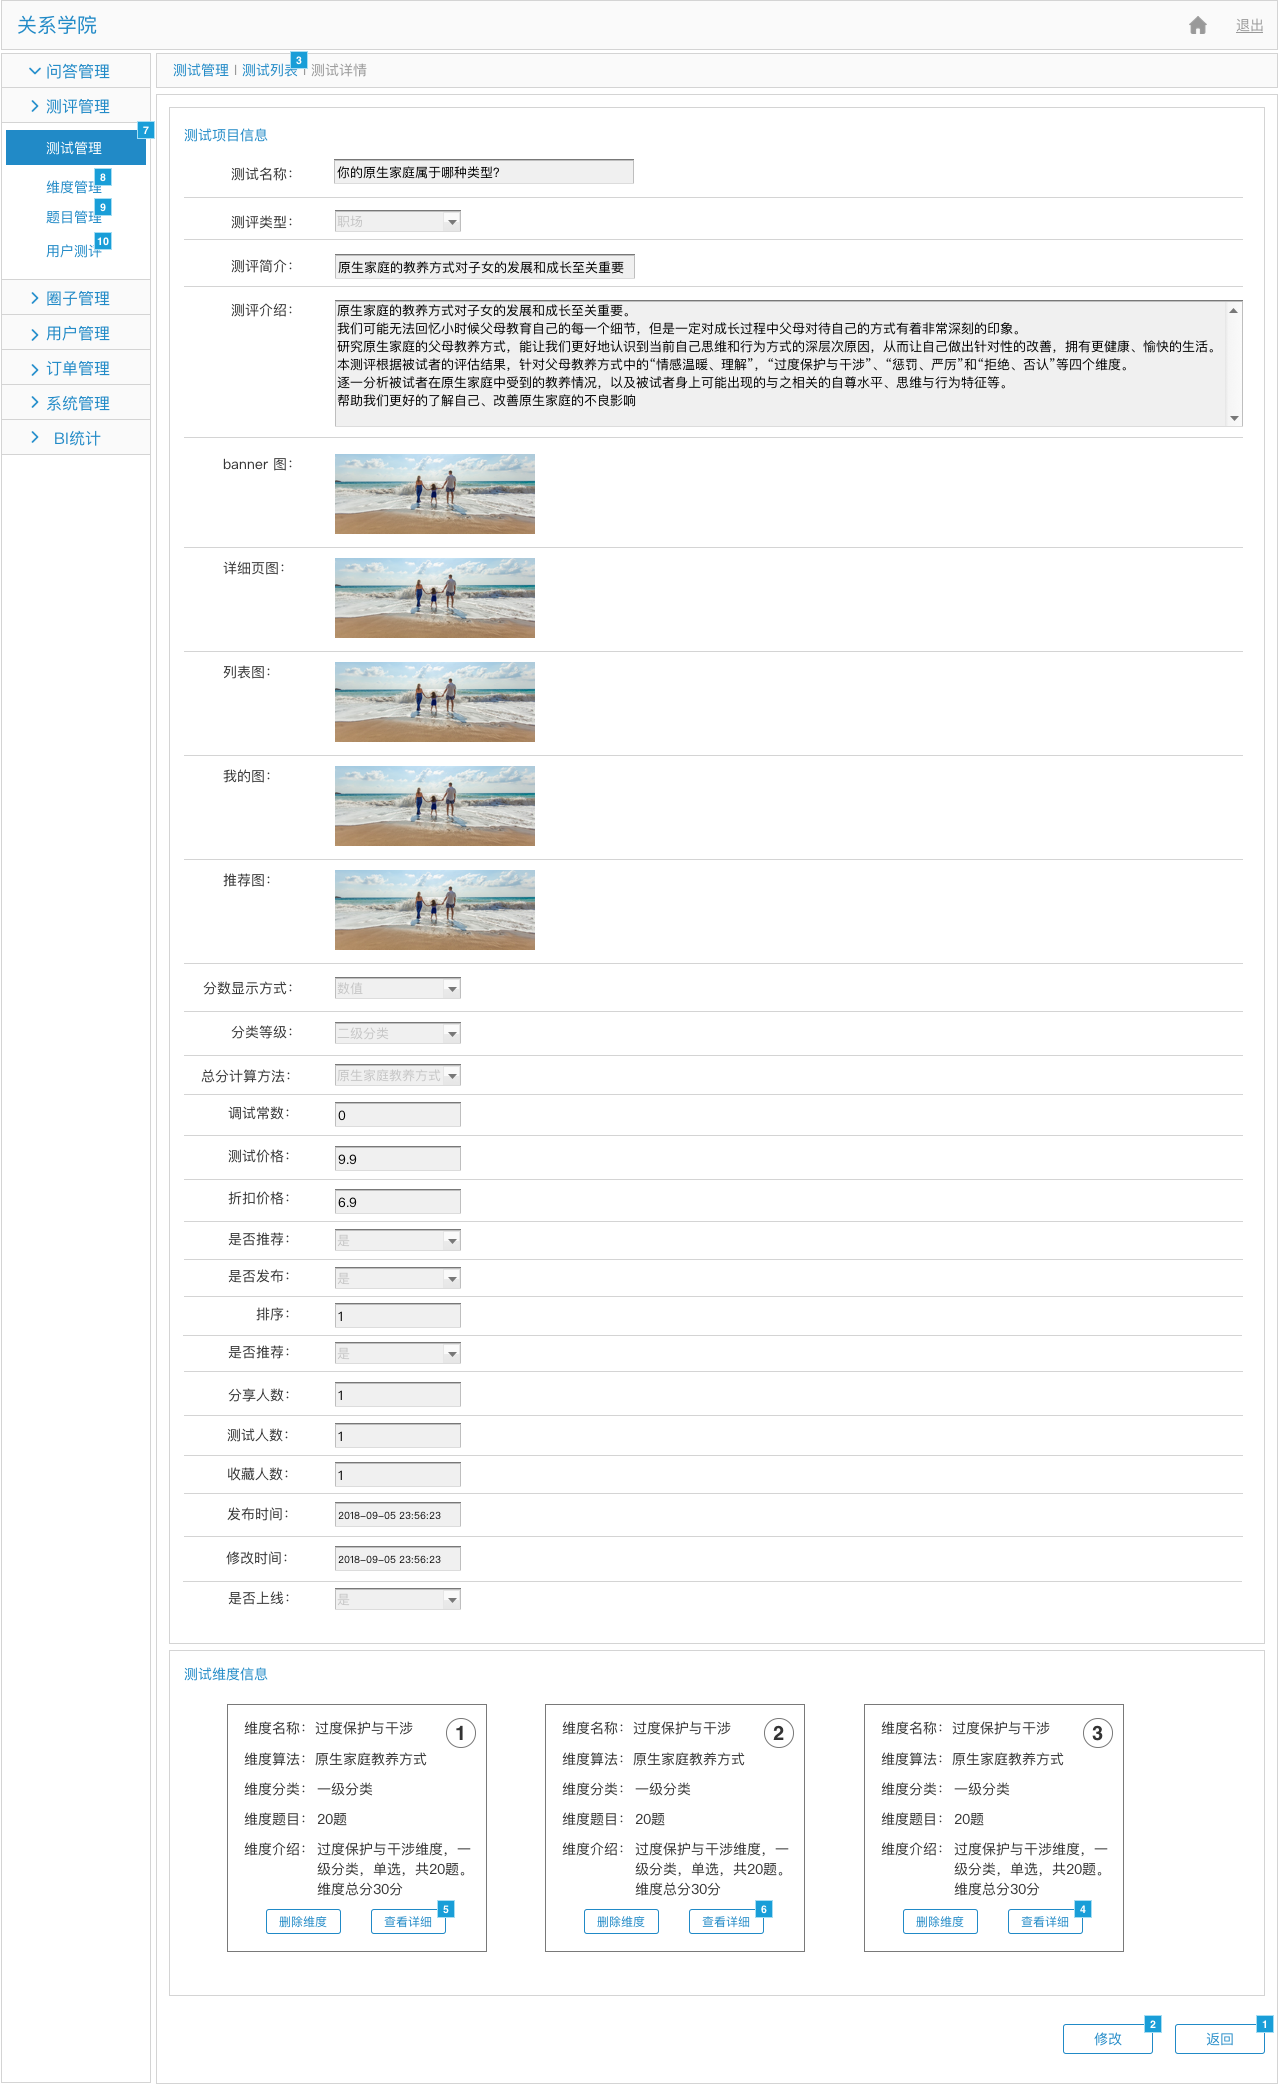 关系学院
退出
问答管理
测评管理
测试管理
7
维度管理
8
题目管理
9
用户测评
10
圈子管理
用户管理
订单管理
系统管理
BI统计
测试管理 | 测试列表 | 测试详情
3
测试项目信息
测试名称： 你的原生家庭属于哪种类型?
测评类型： 职场
测评简介： 原生家庭的教养方式对子女的发展和成长至关重要
测评介绍： 原生家庭的教养方式对子女的发展和成长至关重要。
我们可能无法回忆小时候父母教育自己的每一个细节，但是一定对成长过程中父母对待自己的方式有着非常深刻的印象。
研究原生家庭的父母教养方式，能让我们更好地认识到当前自己思维和行为方式的深层次原因，从而让自己做出针对性的改善，拥有更健康、愉快的生活。
本测评根据被试者的评估结果，针对父母教养方式中的“情感温暖、理解”，“过度保护与干涉”、“惩罚、严厉”和“拒绝、否认”等四个维度。
逐一分析被试者在原生家庭中受到的教养情况，以及被试者身上可能出现的与之相关的自尊水平、思维与行为特征等。
帮助我们更好的了解自己、改善原生家庭的不良影响
banner 图：
详细页图：
列表图：
我的图：
推荐图：
分数显示方式： 数值
分类等级： 二级分类
总分计算方法： 原生家庭教养方式
调试常数： 0
测试价格： 9.9
折扣价格： 6.9
是否推荐： 是
是否发布： 是
排序： 1
是否推荐： 是
分享人数： 1
测试人数： 1
收藏人数： 1
发布时间： 2018-09-05 23:56:23
修改时间： 2018-09-05 23:56:23
是否上线： 是
测试维度信息
维度名称： 过度保护与干涉
1
维度算法： 原生家庭教养方式
维度分类： 一级分类
维度题目： 20题
维度介绍： 过度保护与干涉维度，一
级分类，单选，共20题。
维度总分30分
删除维度 查看详细
5
维度名称： 过度保护与干涉
2
维度算法： 原生家庭教养方式
维度分类： 一级分类
维度题目： 20题
维度介绍： 过度保护与干涉维度，一
级分类，单选，共20题。
维度总分30分
删除维度 查看详细
6
维度名称： 过度保护与干涉
3
维度算法： 原生家庭教养方式
维度分类： 一级分类
维度题目： 20题
维度介绍： 过度保护与干涉维度，一
级分类，单选，共20题。
维度总分30分
删除维度 查看详细
4
修改
2
返回
1